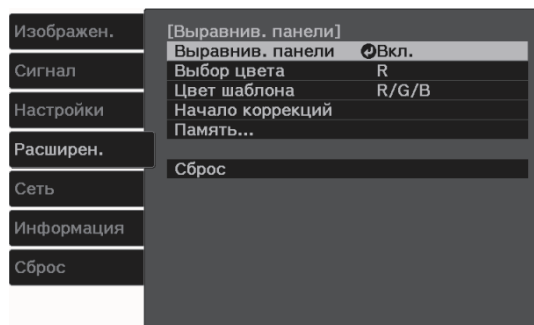 Изображен.
Сигнал
Настройки
Расширен.
Сеть
Информация
Сброс
[Выравнив. панели]
Выравнив. панели Вкл.
Выбор цвета R
Цвет шаблона R/G/B
Начало коррекций
Память...
Сброс